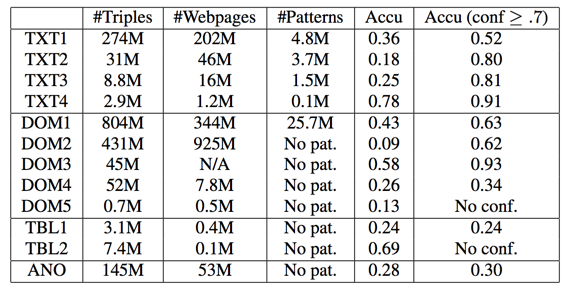 #Triples #Webpages #Patterns Accu Accu (conf ≥ .7)
TXT1 274M 202M 4.8M 0.36 0.52
TXT2 31M 46M 3.7M 0.18 0.80
TXT3 8.8M 16M 1.5M 0.25 0.81
TXT4 2.9M 1.2M 0.1M 0.78 0.91
DOM1 804M 344M 25.7M 0.43 0.63
DOM2 431M 925M No pat. 0.09 0.62
DOM3 45M N/A No pat. 0.58 0.93
DOM4 52M 7.8M No pat. 0.26 0.34
DOM5 0.7M 0.5M No pat. 0.13 No conf.
TBL1 3.1M 0.4M No pat. 0.24 0.24
TBL2 7.4M 0.1M No pat. 0.69 No conf.
ANO 145M 53M No pat. 0.28 0.30